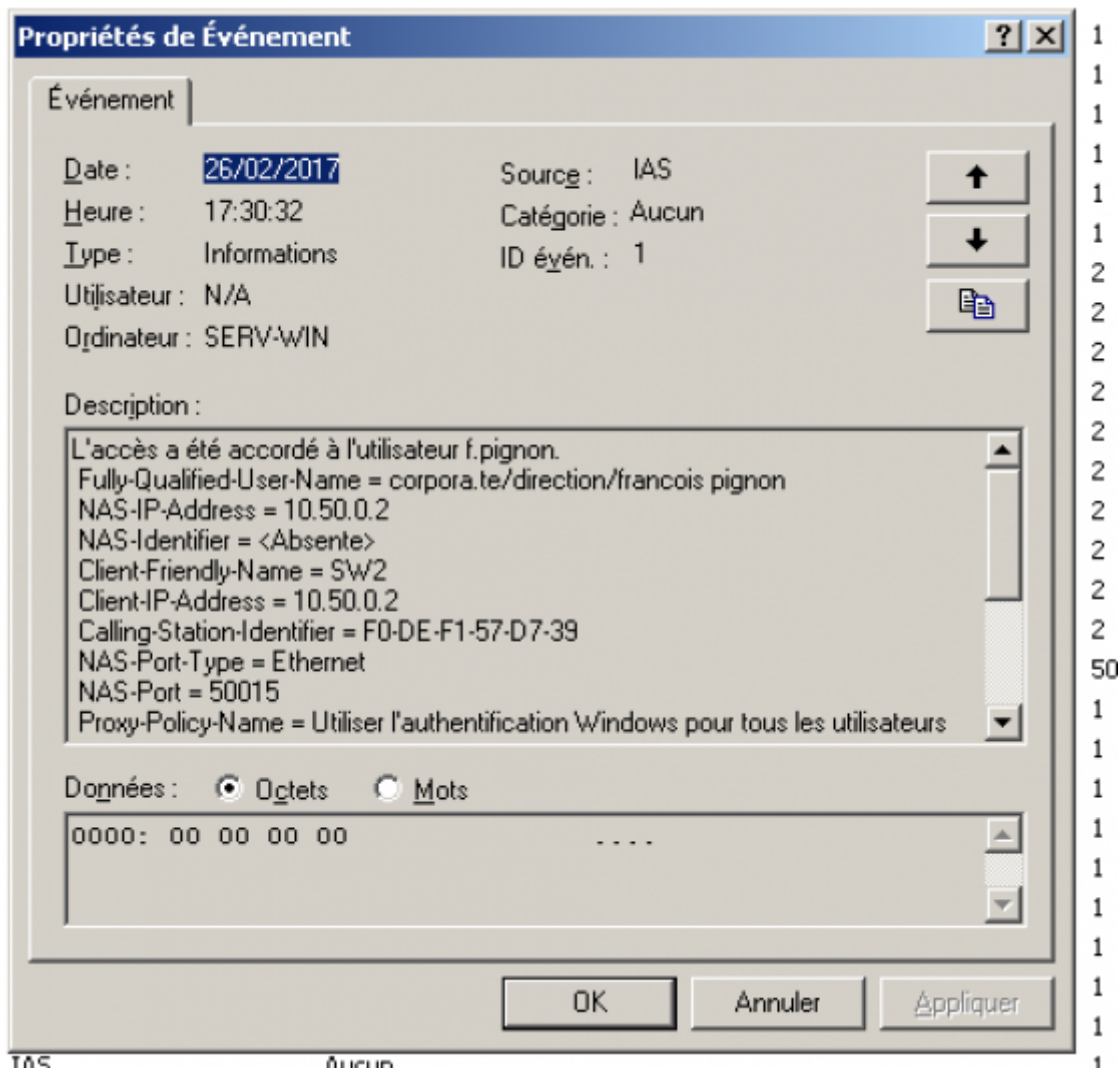 Propriétés de Événement
Événement
Date : 26/02/2017 Source : IAS
Heure : 17:30:32 Catégorie : Aucun
Type : Informations ID évén. : 1
Utilisateur : N/A
Ordinateur : SERV-WIN
Description :
L'accès a été accordé à l'utilisateur f.pignon.
Fully-Qualified-User-Name = corpora.te/direction/francois pignon
NAS-IP-Address = 10.50.0.2
NAS-Identifier = <Absente>
Client-Friendly-Name = SW2
Client-IP-Address = 10.50.0.2
Calling-Station-Identifier = F0-DE-F1-57-D7-39
NAS-Port-Type = Ethernet
NAS-Port = 50015
Proxy-Policy-Name = Utiliser l'authentification Windows pour tous les utilisateurs
Données : Octets Mots
0000: 00 00 00 00 ....
OK Annuler Appliquer
IAS Aucun
1
1
1
1
1
1
2
2
2
2
2
2
2
2
2
2
50
1
1
1
1
1
1
1
1
1
1